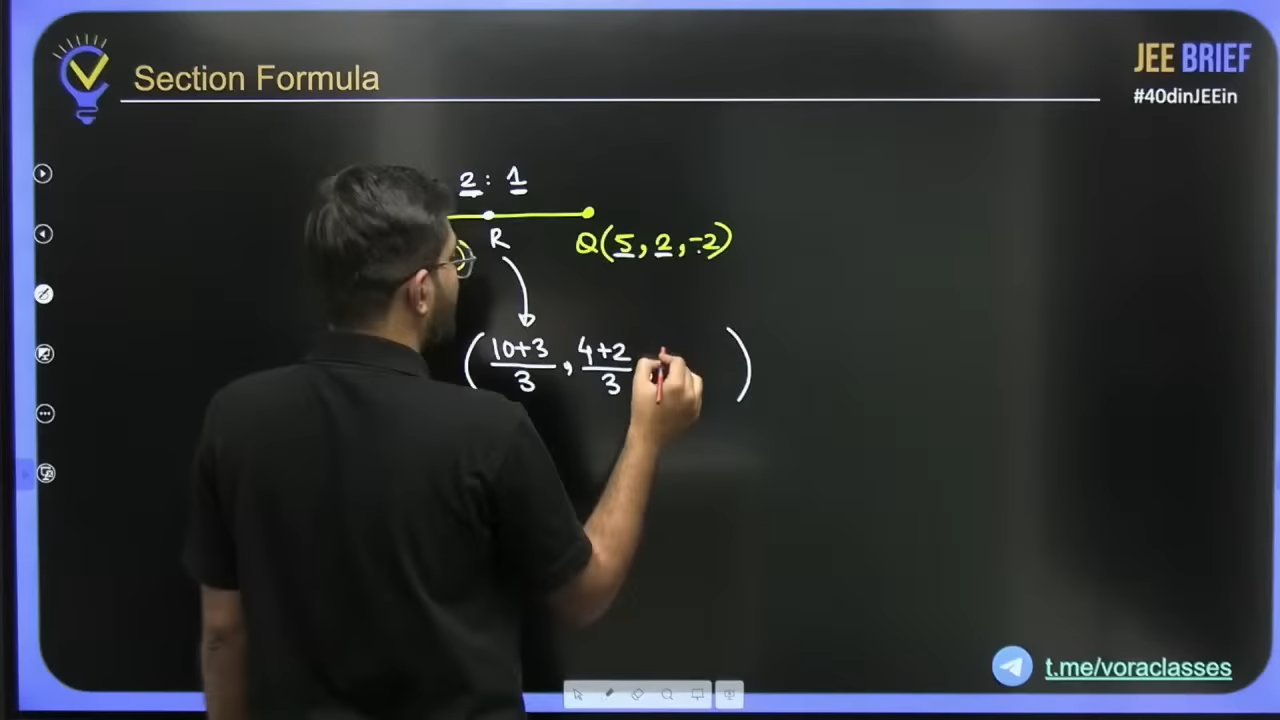 Section Formula
JEE BRIEF
#40dinJEEin
2 : 1
R
Q(5, 2, -2)
(10+3/3, 4+2/3 )
t.me/voraclasses